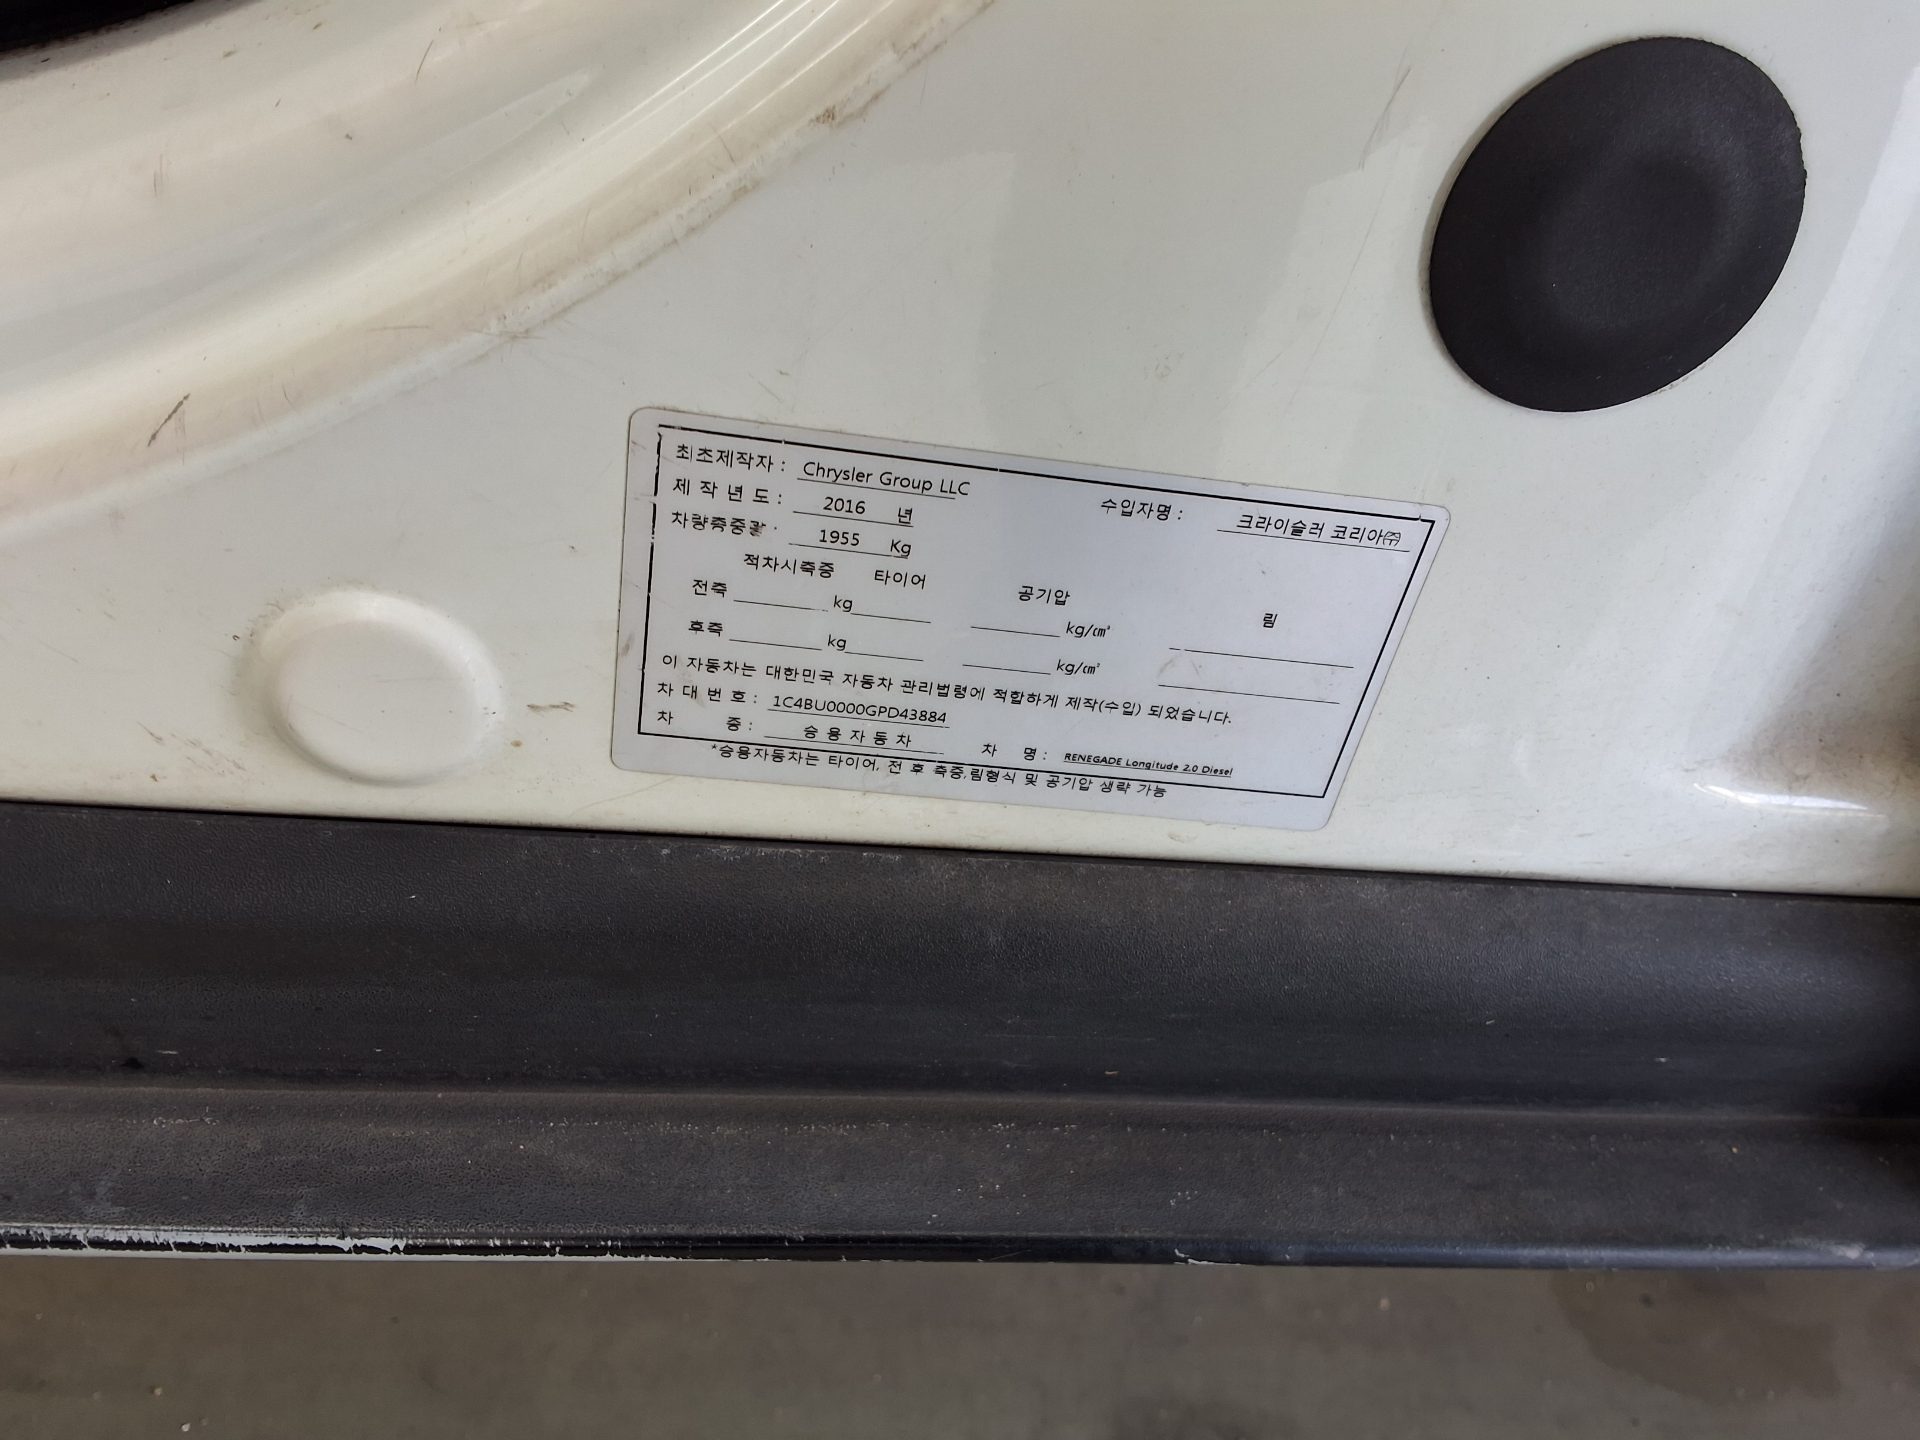 최초제작자 : Chrysler Group LLC
수입자명 : 크라이슬러 코리아㈜
제 작 년 도 : 2016 년
차량총중량 : 1955 Kg
적차시축중 타이어 공기압 림
전축 kg kg/㎠
후축 kg kg/㎠
이 자동차는 대한민국 자동차 관리법령에 적합하게 제작(수입) 되었습니다.
차 대 번 호 : 1C4BU0000GPD43884
차 종 : 승 용 자 동 차 차 명 : RENEGADE Longitude 2.0 Diesel
*승용자동차는 타이어, 전 후 축중,림형식 및 공기압 생략 가능